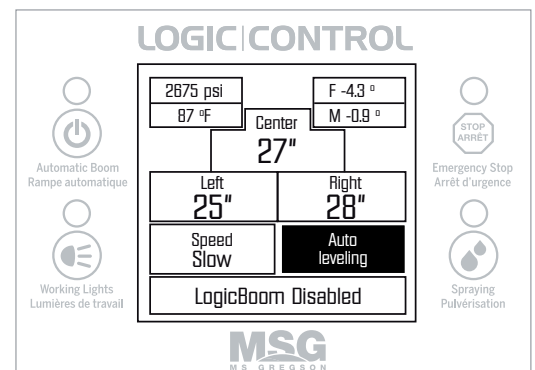 LOGIC CONTROL
2675 psi
87 °F
F -4.3 °
M -0.9 °
Center
27"
Left
25"
Right
28"
Speed
Slow
Auto
leveling
LogicBoom Disabled
Automatic Boom
Rampe automatique
Working Lights
Lumières de travail
STOP
ARRÊT
Emergency Stop
Arrêt d'urgence
Spraying
Pulvérisation
MSG
MS GREGSON